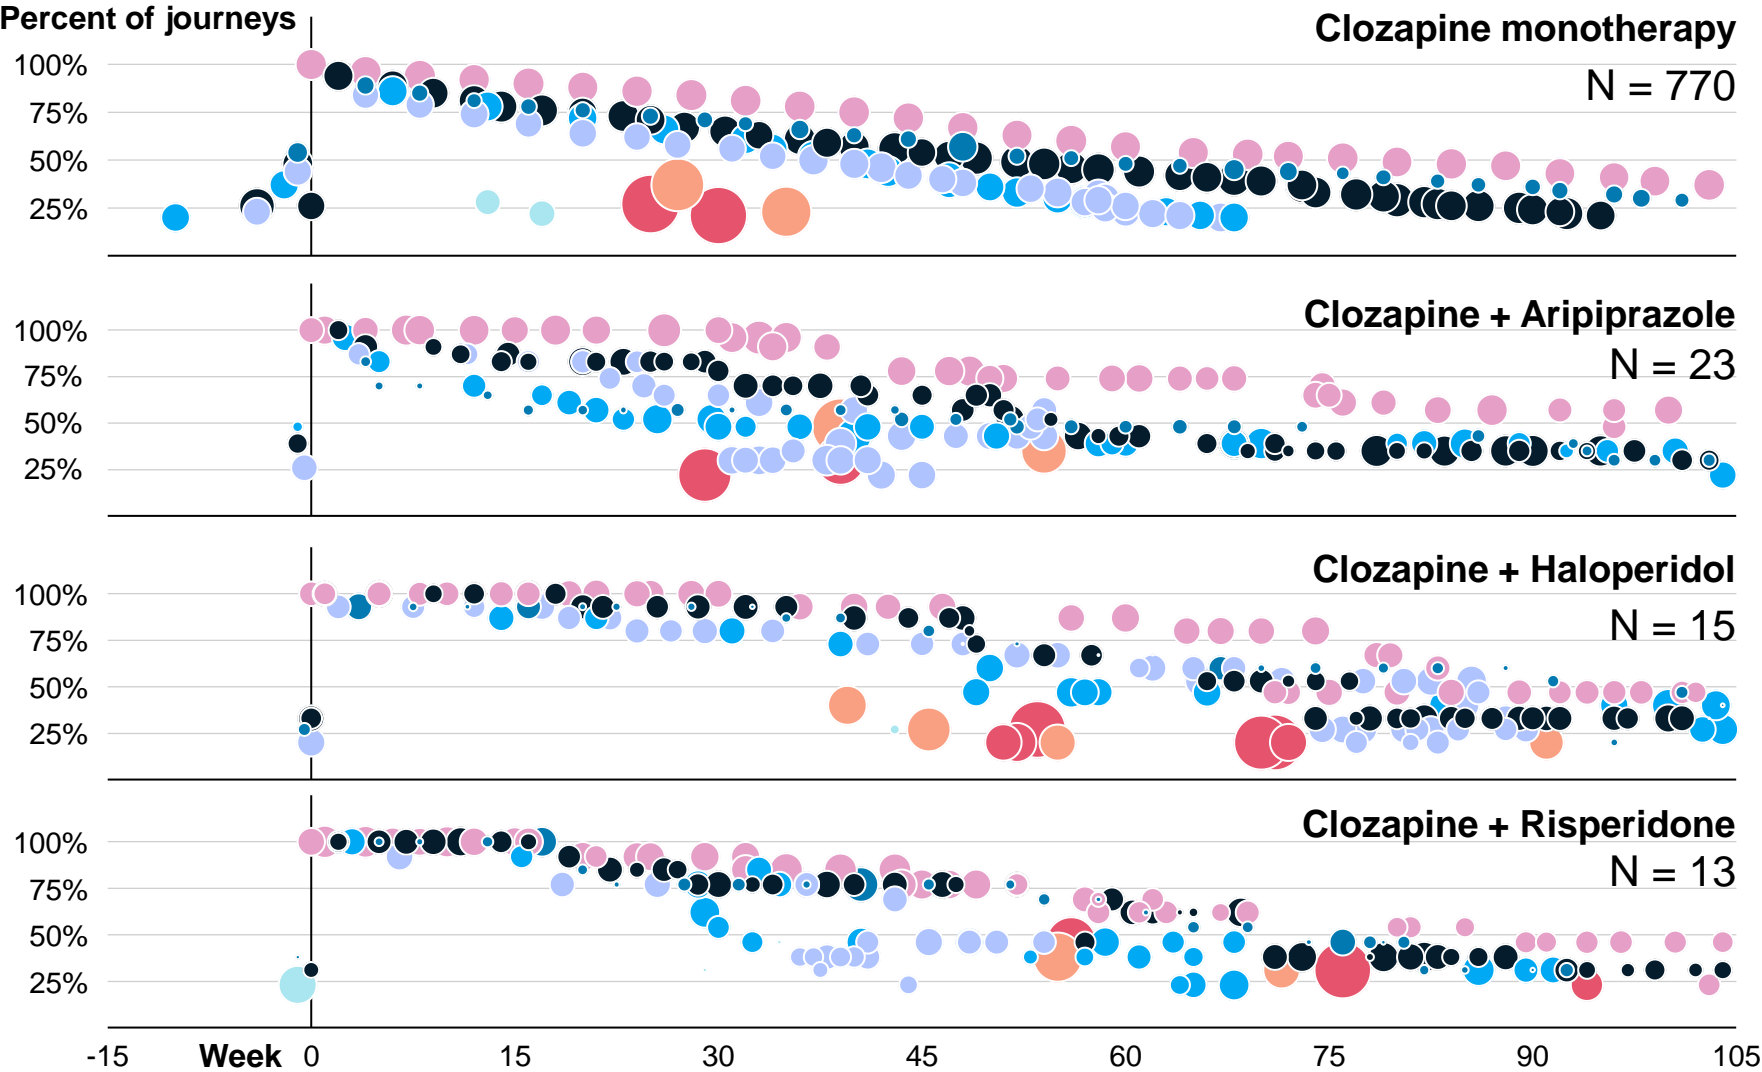 Percent of journeys
Clozapine monotherapy
N = 770
100%
75%
50%
25%
Clozapine + Aripiprazole
N = 23
100%
75%
50%
25%
Clozapine + Haloperidol
N = 15
100%
75%
50%
25%
Clozapine + Risperidone
N = 13
100%
75%
50%
25%
-15 Week 0 15 30 45 60 75 90 105